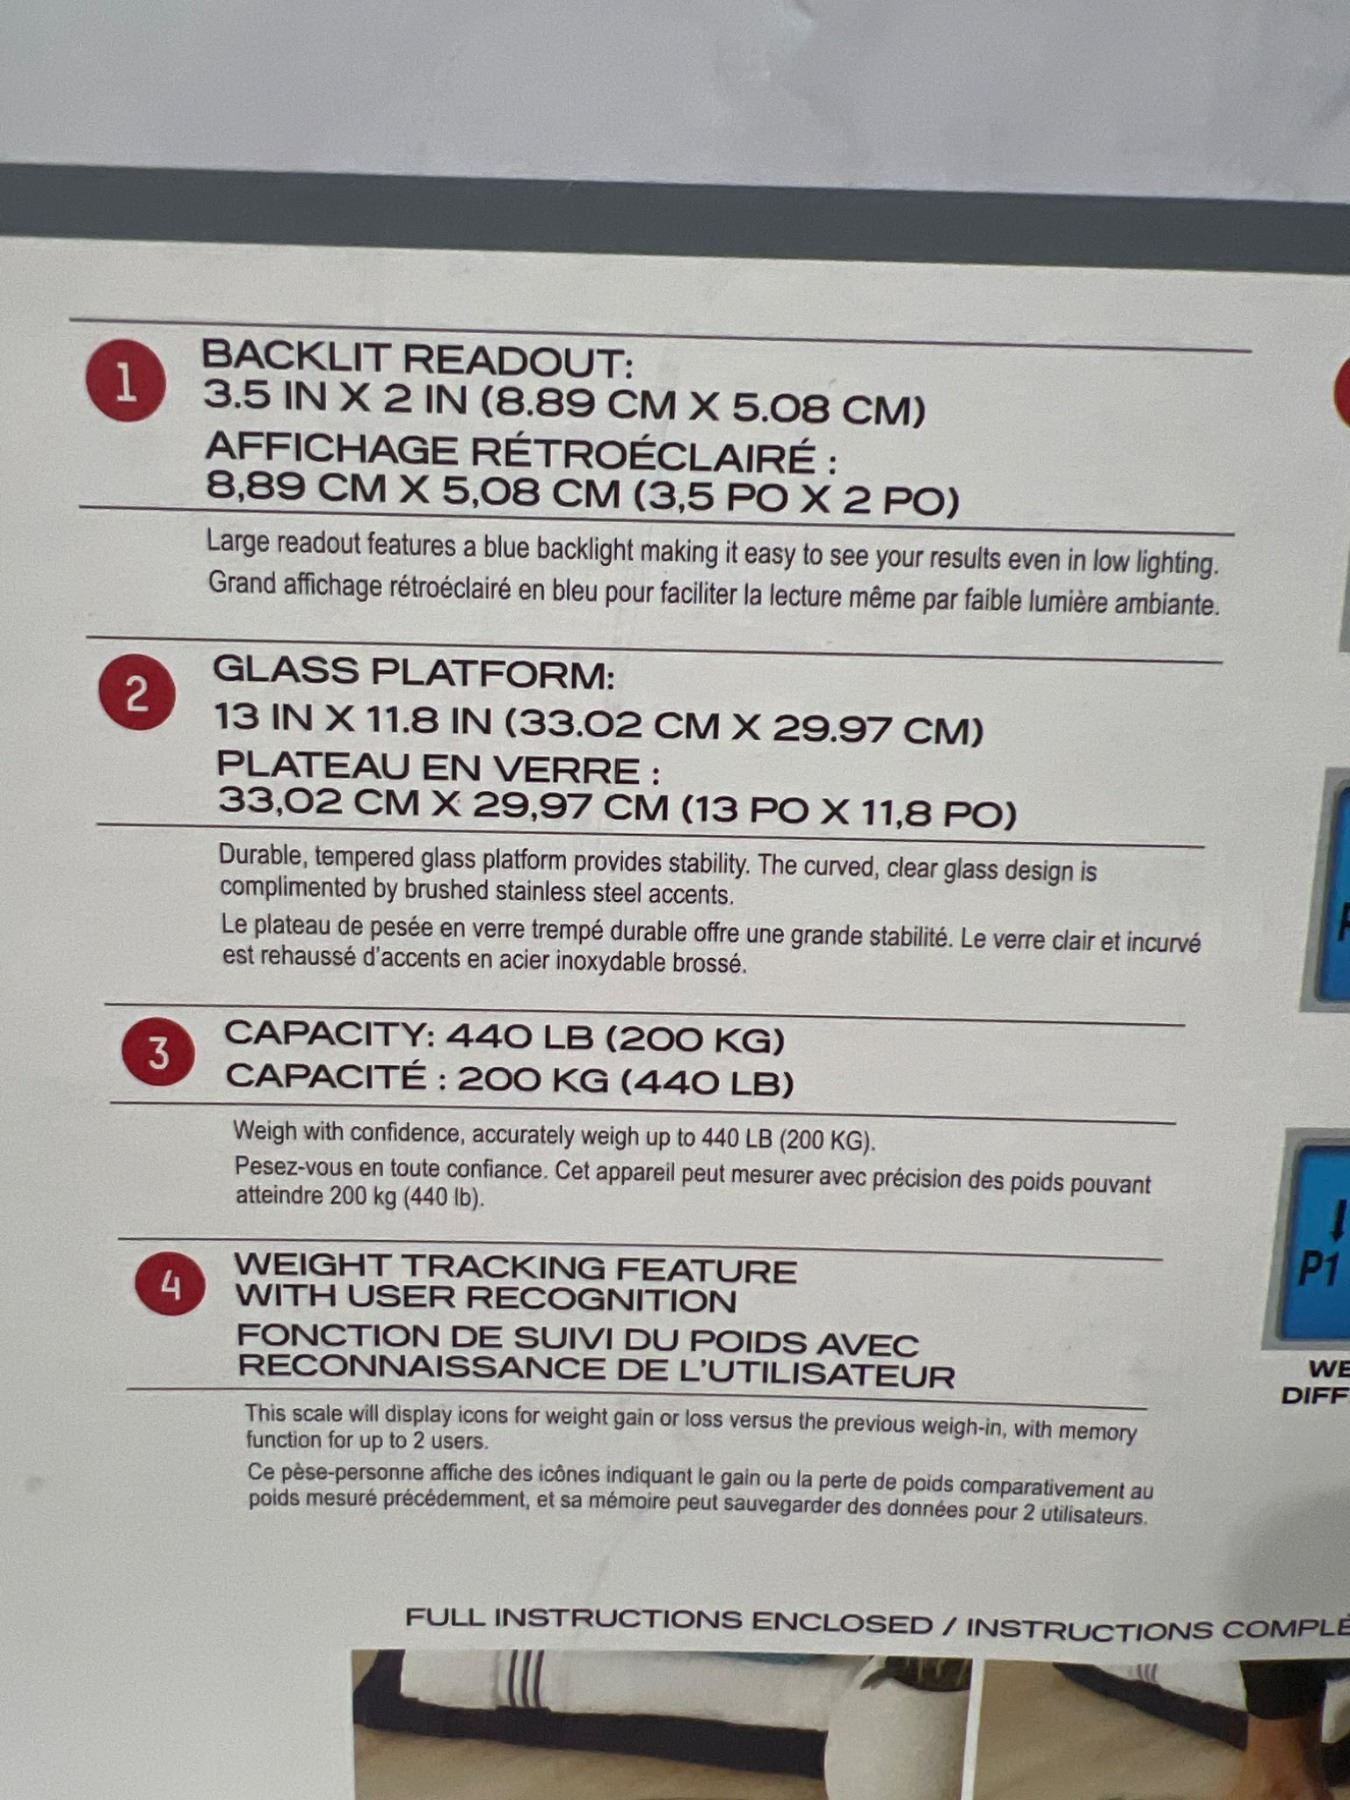 1
BACKLIT READOUT:
3.5 IN X 2 IN (8.89 CM X 5.08 CM)
AFFICHAGE RÉTROÉCLAIRÉ :
8,89 CM X 5,08 CM (3,5 PO X 2 PO)
Large readout features a blue backlight making it easy to see your results even in low lighting.
Grand affichage rétroéclairé en bleu pour faciliter la lecture même par faible lumière ambiante.
2
GLASS PLATFORM:
13 IN X 11.8 IN (33.02 CM X 29.97 CM)
PLATEAU EN VERRE :
33,02 CM X 29,97 CM (13 PO X 11,8 PO)
Durable, tempered glass platform provides stability. The curved, clear glass design is
complimented by brushed stainless steel accents.
Le plateau de pesée en verre trempé durable offre une grande stabilité. Le verre clair et incurvé
est rehaussé d'accents en acier inoxydable brossé.
3
CAPACITY: 440 LB (200 KG)
CAPACITÉ : 200 KG (440 LB)
Weigh with confidence, accurately weigh up to 440 LB (200 KG).
Pesez-vous en toute confiance. Cet appareil peut mesurer avec précision des poids pouvant
atteindre 200 kg (440 lb).
4
WEIGHT TRACKING FEATURE
WITH USER RECOGNITION
FONCTION DE SUIVI DU POIDS AVEC
RECONNAISSANCE DE L'UTILISATEUR
This scale will display icons for weight gain or loss versus the previous weigh-in, with memory
function for up to 2 users.
Ce pèse-personne affiche des icônes indiquant le gain ou la perte de poids comparativement au
poids mesuré précédemment, et sa mémoire peut sauvegarder des données pour 2 utilisateurs.
P1
WE
DIFF
FULL INSTRUCTIONS ENCLOSED / INSTRUCTIONS COMPLÉ